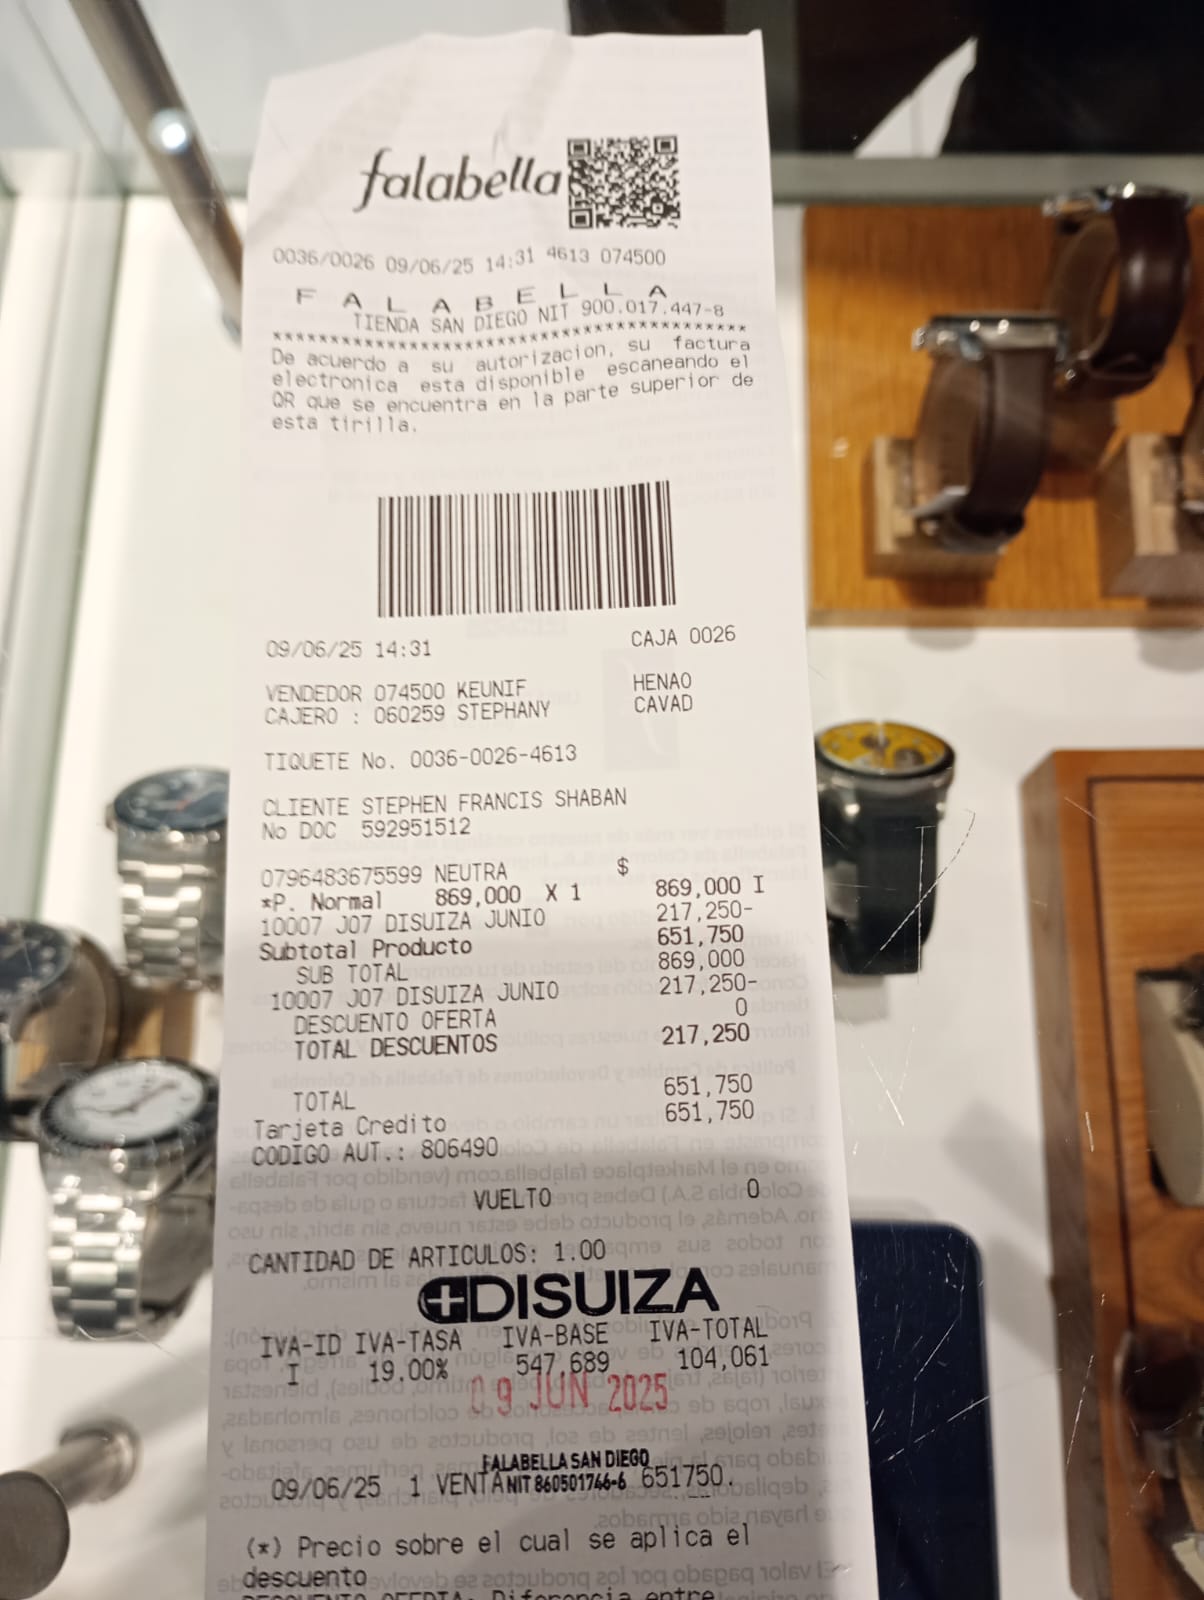 falabella
0036/0026 09/06/25 14:31 4613 074500
F A L A B E L L A
TIENDA SAN DIEGO NIT 900.017.447-8
******************************************
De acuerdo a su autorizacion, su factura
electronica esta disponible escaneando el
QR que se encuentra en la parte superior de
esta tirilla.
09/06/25 14:31 CAJA 0026
VENDEDOR 074500 KEUNIF HENAO
CAJERO : 060259 STEPHANY CAVAD
TIQUETE No. 0036-0026-4613
CLIENTE STEPHEN FRANCIS SHABAN
No DOC 592951512
0796483675599 NEUTRA $
*P. Normal 869,000 X 1 869,000 I
10007 J07 DISUIZA JUNIO 217,250-
Subtotal Producto 651,750
SUB TOTAL 869,000
10007 J07 DISUIZA JUNIO 217,250-
DESCUENTO OFERTA 0
TOTAL DESCUENTOS 217,250
TOTAL 651,750
Tarjeta Credito 651,750
CODIGO AUT.: 806490
VUELTO 0
CANTIDAD DE ARTICULOS: 1.00
DISUIZA
IVA-ID IVA-TASA IVA-BASE IVA-TOTAL
I 19.00% 547,689 104,061
09 JUN 2025
FALABELLA SAN DIEGO
09/06/25 1 VENTA NIT 860501746-6 651750.
(*) Precio sobre el cual se aplica el
descuento
DESCUENTO OFERTA: Diferencia entre